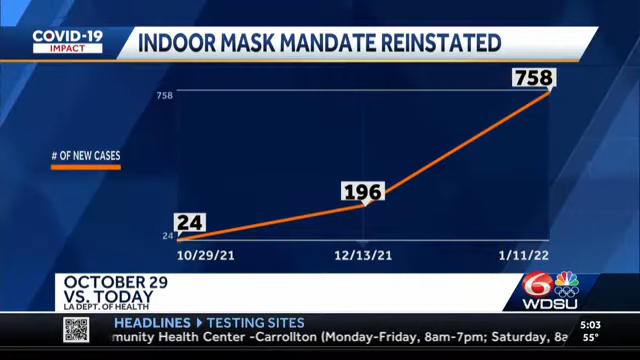 COVID-19
IMPACT
INDOOR MASK MANDATE REINSTATED
758
758
# OF NEW CASES
196
24
24
10/29/21
12/13/21
1/11/22
OCTOBER 29
VS. TODAY
LA DEPT. OF HEALTH
6
WDSU
HEADLINES TESTING SITES
5:03
munity Health Center -Carrollton (Monday-Friday, 8am-7pm; Saturday, 8a
55°